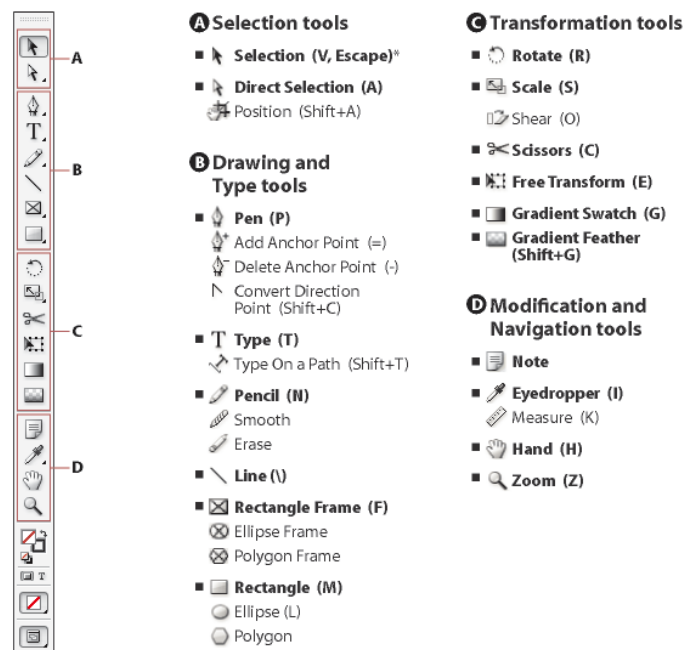 A
B
C
D
T
A Selection tools
Selection (V, Escape)*
Direct Selection (A)
Position (Shift+A)
B Drawing and
Type tools
Pen (P)
Add Anchor Point (=)
Delete Anchor Point (-)
Convert Direction
Point (Shift+C)
T Type (T)
Type On a Path (Shift+T)
Pencil (N)
Smooth
Erase
Line (\)
Rectangle Frame (F)
Ellipse Frame
Polygon Frame
Rectangle (M)
Ellipse (L)
Polygon
C Transformation tools
Rotate (R)
Scale (S)
Shear (O)
Scissors (C)
Free Transform (E)
Gradient Swatch (G)
Gradient Feather
(Shift+G)
D Modification and
Navigation tools
Note
Eyedropper (I)
Measure (K)
Hand (H)
Zoom (Z)